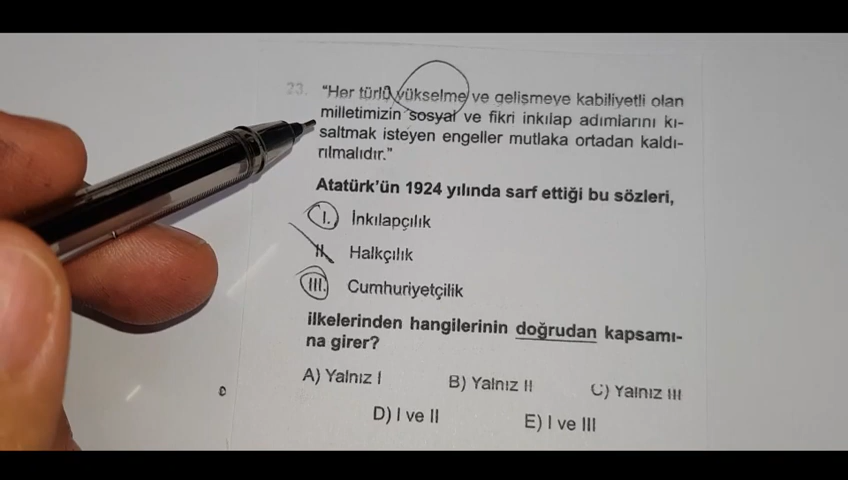 23. "Her türlü yükselme ve gelişmeye kabiliyetli olan
milletimizin sosyal ve fikri inkılap adımlarını kı-
saltmak isteyen engeller mutlaka ortadan kaldı-
rılmalıdır."
Atatürk'ün 1924 yılında sarf ettiği bu sözleri,
I. İnkılapçılık
II. Halkçılık
III. Cumhuriyetçilik
ilkelerinden hangilerinin doğrudan kapsamı-
na girer?
A) Yalnız I B) Yalnız II C) Yalnız III
D) I ve II E) I ve III